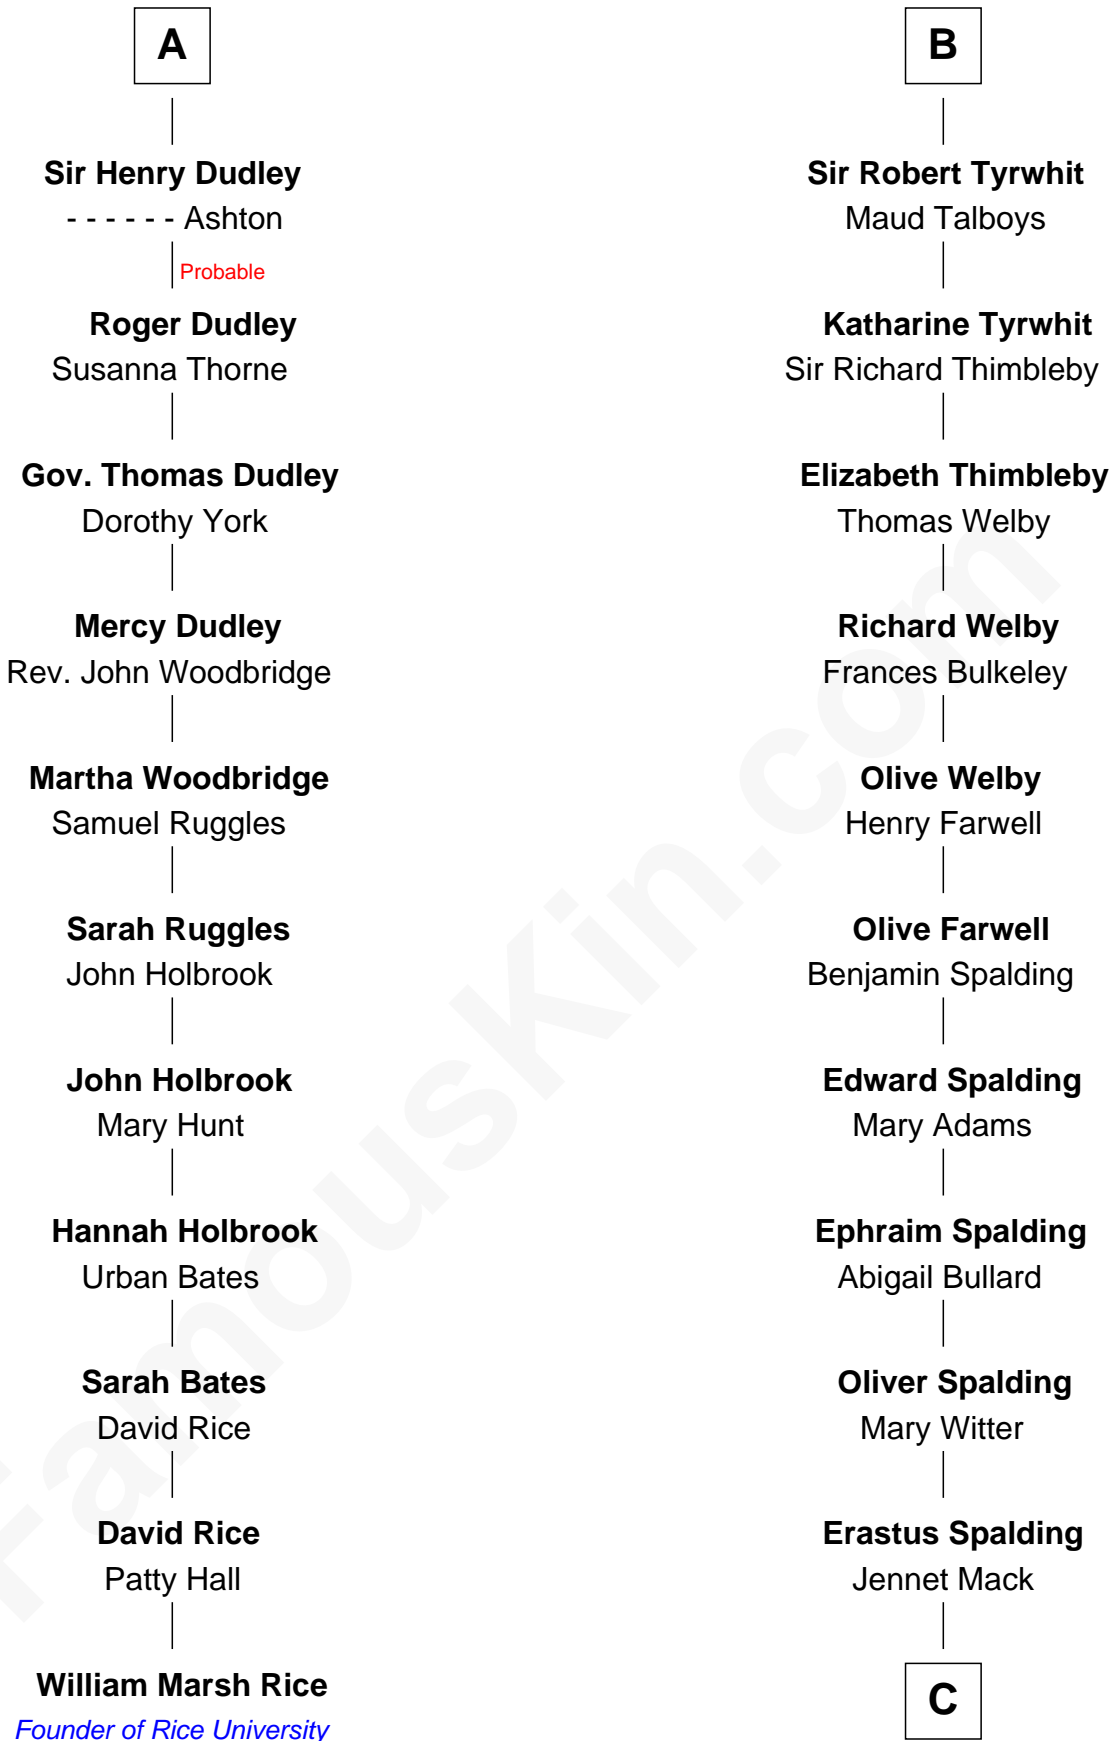 A
Sir Henry Dudley
- - - - - - Ashton
Probable
Roger Dudley
Susanna Thorne
Gov. Thomas Dudley
Dorothy York
Mercy Dudley
Rev. John Woodbridge
Martha Woodbridge
Samuel Ruggles
Sarah Ruggles
John Holbrook
John Holbrook
Mary Hunt
Hannah Holbrook
Urban Bates
Sarah Bates
David Rice
David Rice
Patty Hall
William Marsh Rice
Founder of Rice University
B
Sir Robert Tyrwhit
Maud Talboys
Katharine Tyrwhit
Sir Richard Thimbleby
Elizabeth Thimbleby
Thomas Welby
Richard Welby
Frances Bulkeley
Olive Welby
Henry Farwell
Olive Farwell
Benjamin Spalding
Edward Spalding
Mary Adams
Ephraim Spalding
Abigail Bullard
Oliver Spalding
Mary Witter
Erastus Spalding
Jennet Mack
C
FamousKin.com